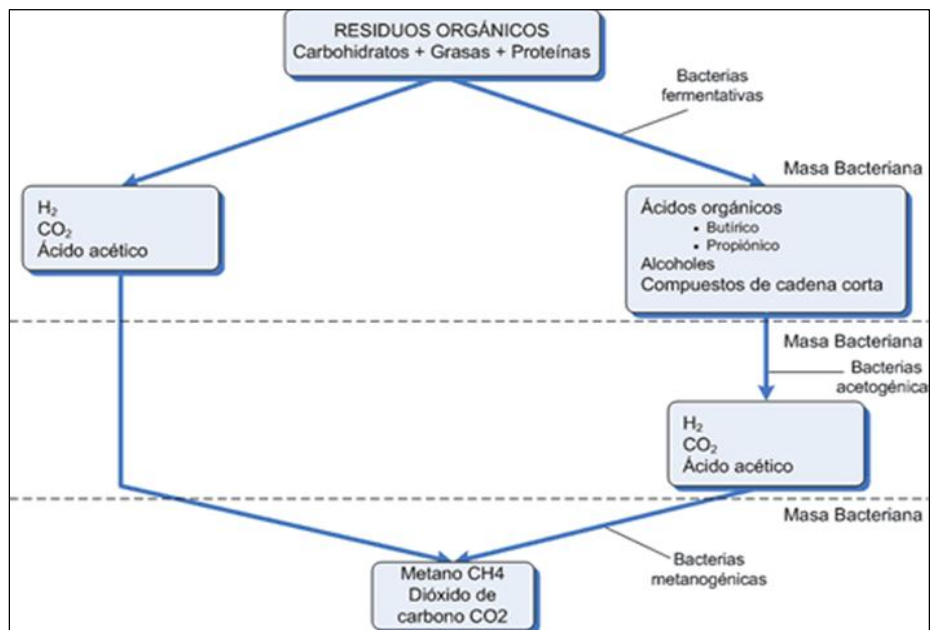 RESIDUOS ORGÁNICOS
Carbohidratos + Grasas + Proteínas
Bacterias
fermentativas
Masa Bacteriana
H₂
CO₂
Ácido acético
Ácidos orgánicos
• Butírico
• Propiónico
Alcoholes
Compuestos de cadena corta
Masa Bacteriana
Bacterias
acetogénica
H₂
CO₂
Ácido acético
Masa Bacteriana
Bacterias
metanogénicas
Metano CH4
Dióxido de
carbono CO2